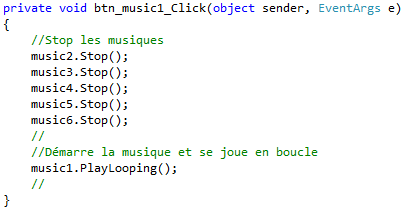 private void btn_music1_Click(object sender, EventArgs e)
{
    //Stop les musiques
    music2.Stop();
    music3.Stop();
    music4.Stop();
    music5.Stop();
    music6.Stop();
    //
    //Démarre la musique et se joue en boucle
    music1.PlayLooping();
    //
}